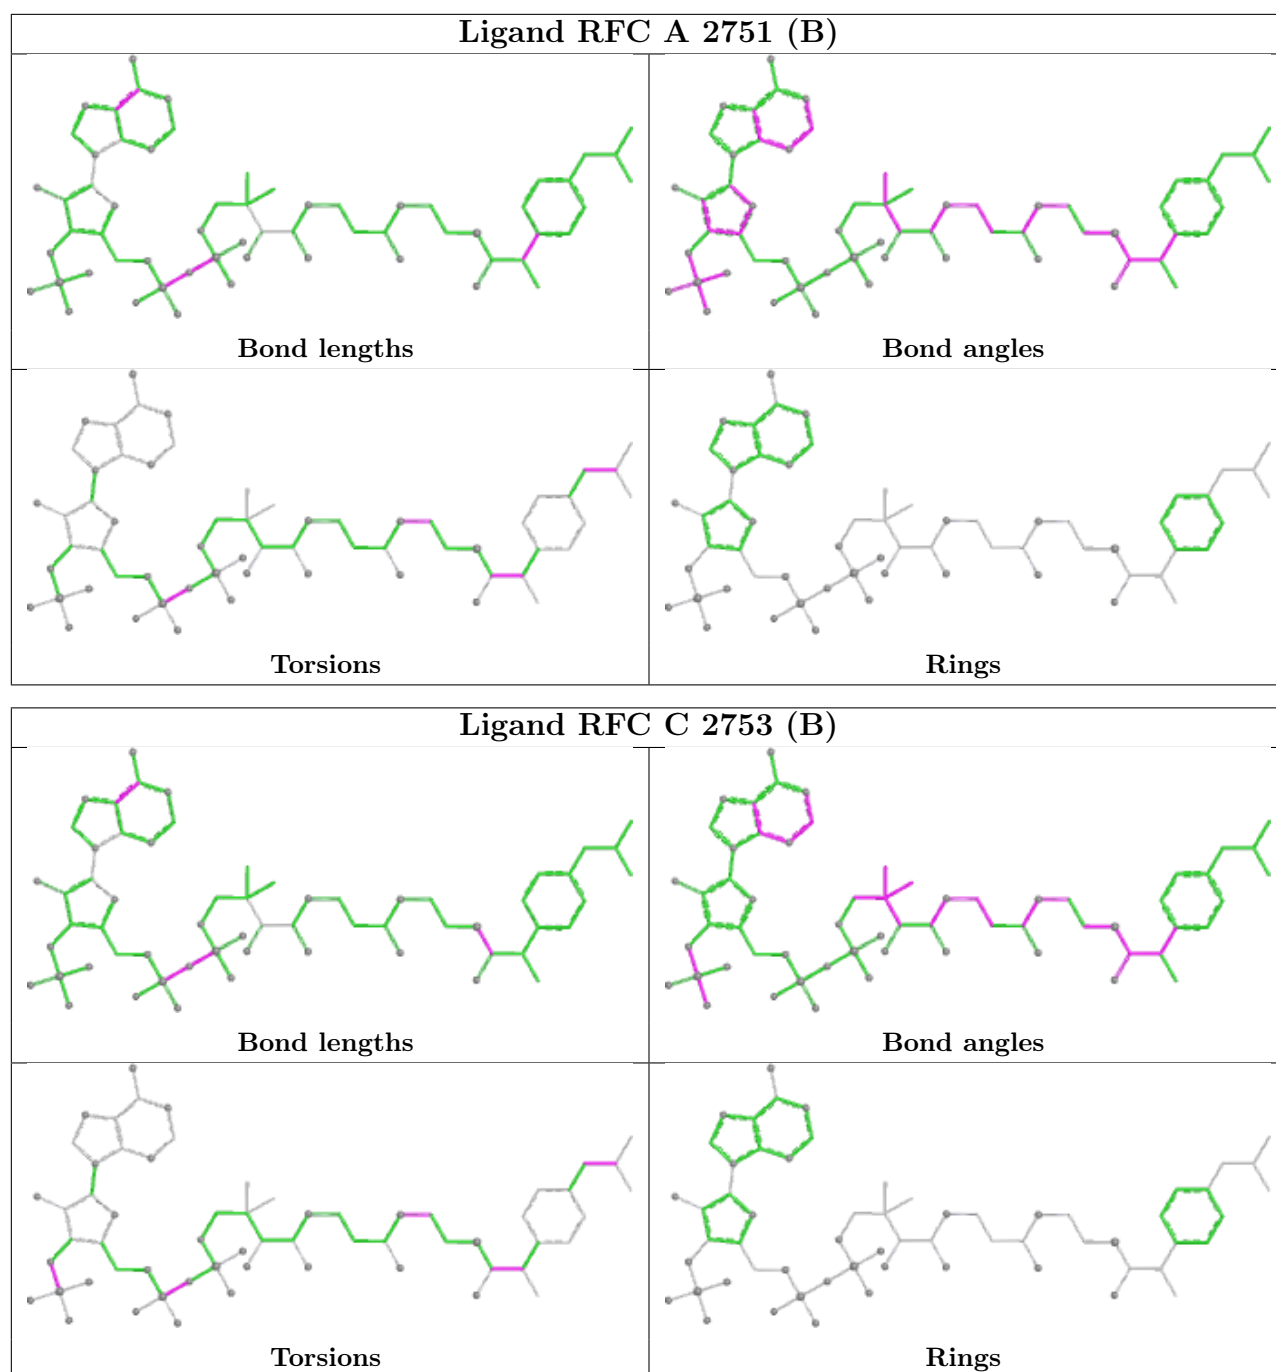 Ligand RFC A 2751 (B)
Bond lengths
Bond angles
Torsions
Rings
Ligand RFC C 2753 (B)
Bond lengths
Bond angles
Torsions
Rings